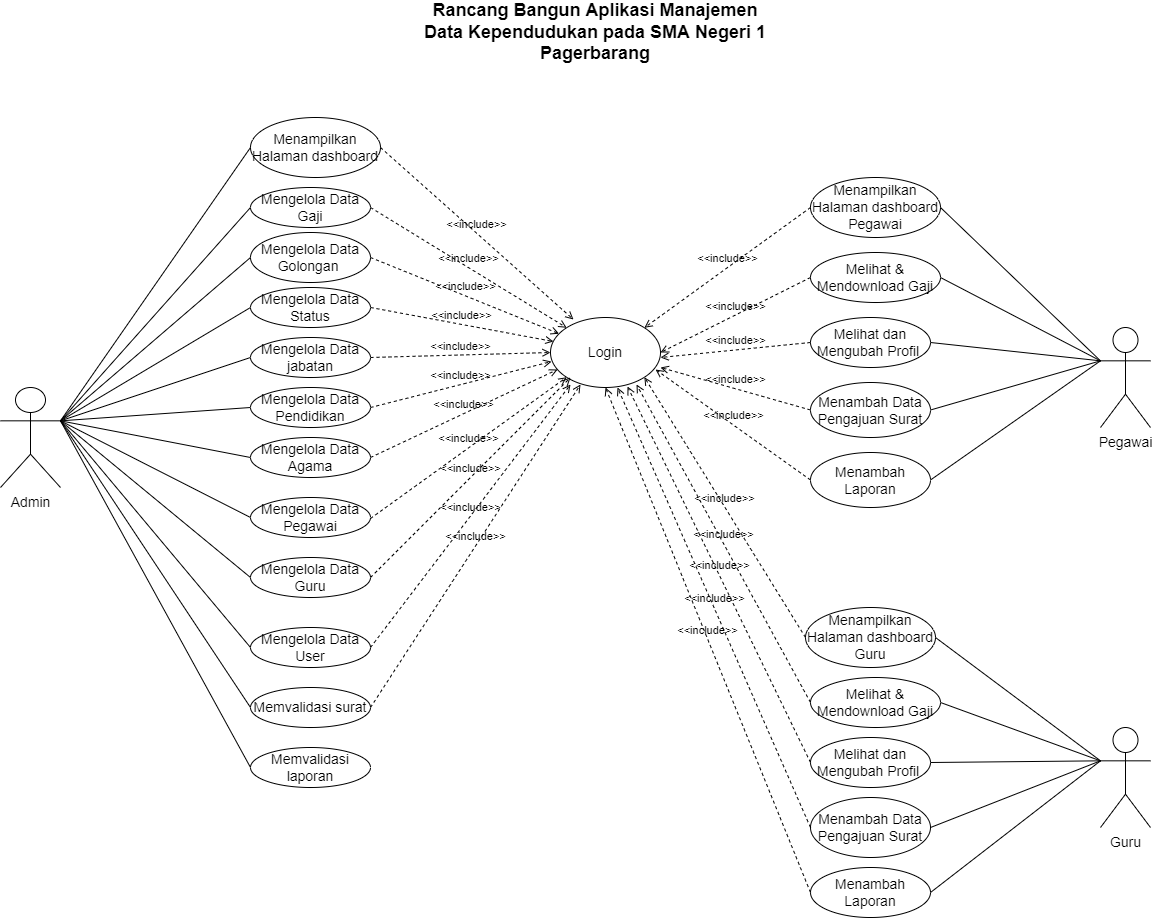 Rancang Bangun Aplikasi Manajemen
Data Kependudukan pada SMA Negeri 1
Pagerbarang
Menampilkan
Halaman dashboard
Mengelola Data
Gaji
Mengelola Data
Golongan
Mengelola Data
Status
Mengelola Data
jabatan
Mengelola Data
Pendidikan
Mengelola Data
Agama
Mengelola Data
Pegawai
Mengelola Data
Guru
Mengelola Data
User
Memvalidasi surat
Memvalidasi
laporan
Admin
<<include>>
<<include>>
<<include>>
<<include>>
<<include>>
<<include>>
<<include>>
<<include>>
<<include>>
<<include>>
<<include>>
Login
<<include>>
<<include>>
<<include>>
<<include>>
<<include>>
Menampilkan
Halaman dashboard
Pegawai
Melihat &
Mendownload Gaji
Melihat dan
Mengubah Profil
Menambah Data
Pengajuan Surat
Menambah
Laporan
Pegawai
<<include>>
<<include>>
<<include>>
<<include>>
<<include>>
Menampilkan
Halaman dashboard
Guru
Melihat &
Mendownload Gaji
Melihat dan
Mengubah Profil
Menambah Data
Pengajuan Surat
Menambah
Laporan
Guru